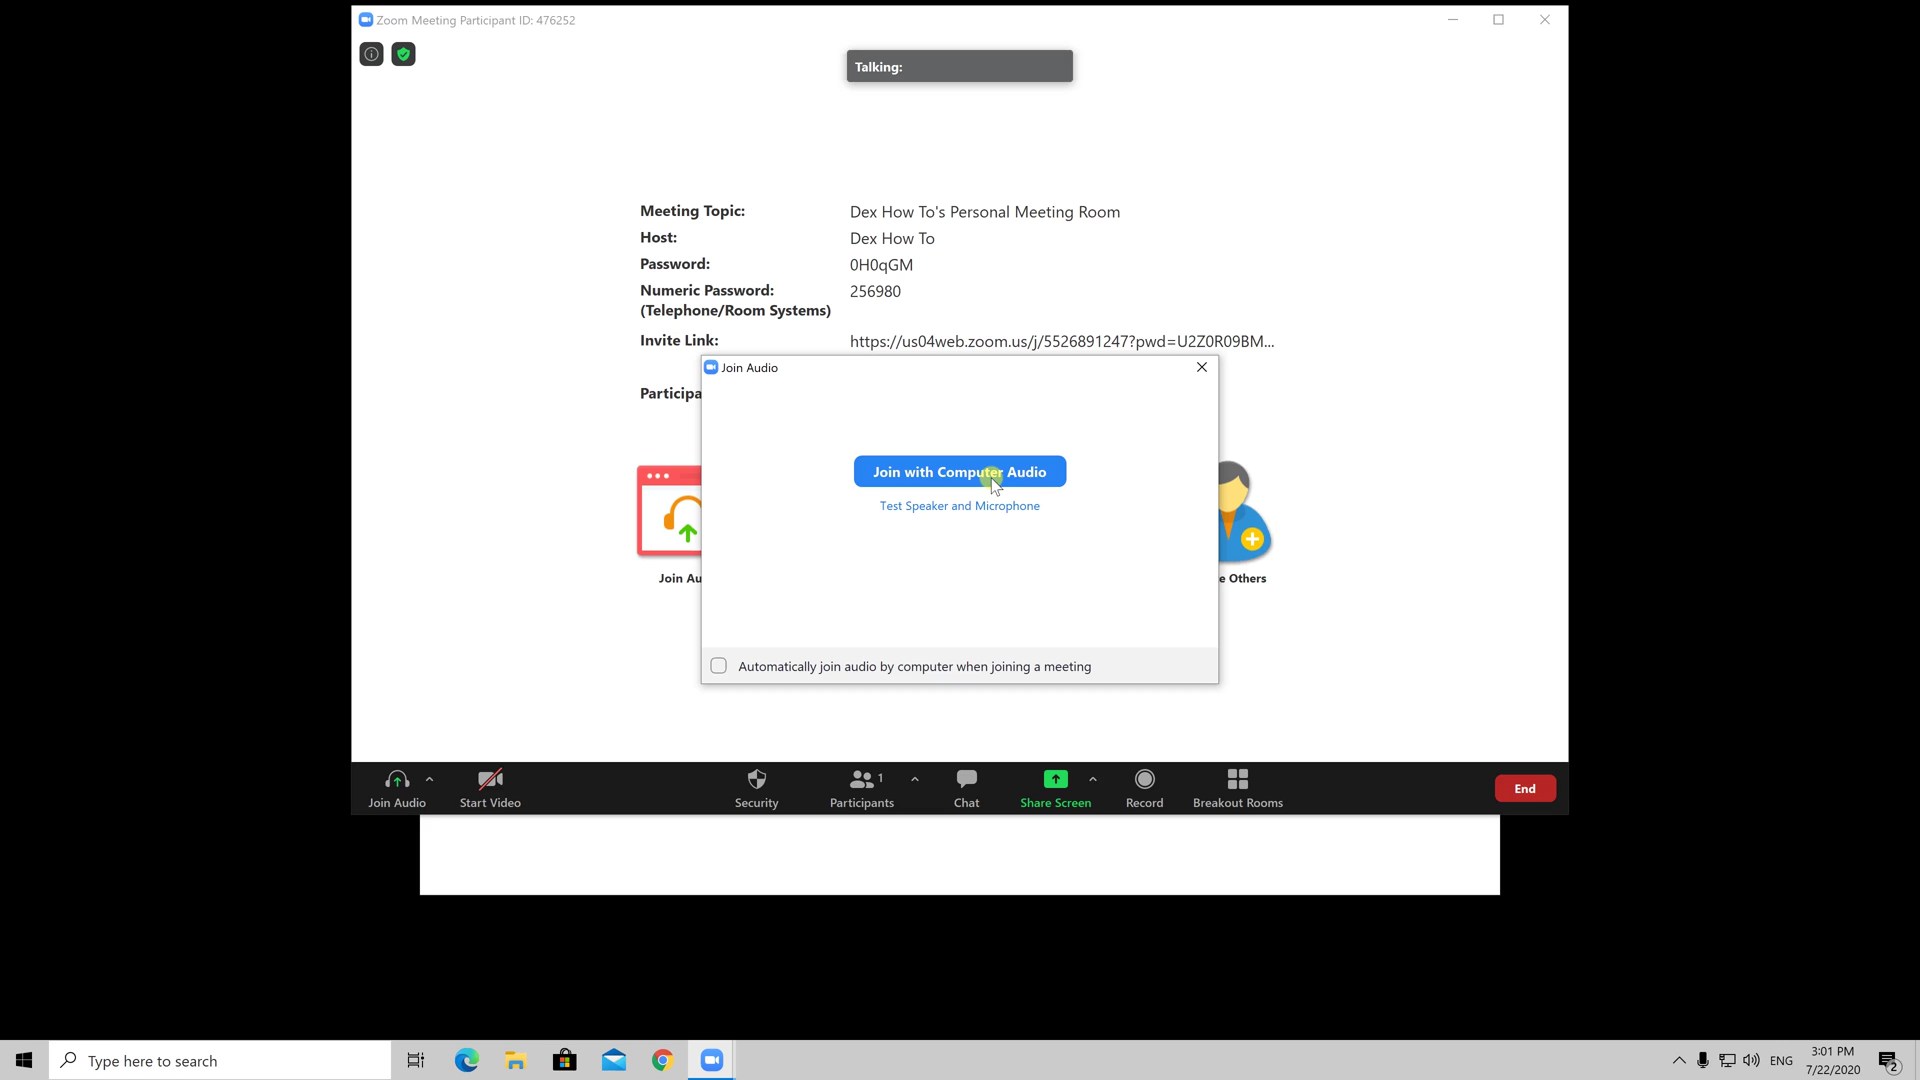 Zoom Meeting Participant ID: 476252
Talking:
Meeting Topic: Dex How To's Personal Meeting Room
Host: Dex How To
Password: 0H0qGM
Numeric Password: 256980
(Telephone/Room Systems)
Invite Link: https://us04web.zoom.us/j/5526891247?pwd=U2Z0R09BM...
Participa
Join Audio
Join with Computer Audio
Test Speaker and Microphone
Join Au
e Others
Automatically join audio by computer when joining a meeting
1
Join Audio Start Video Security Participants Chat Share Screen Record Breakout Rooms End
Type here to search
ENG
3:01 PM
7/22/2020
2